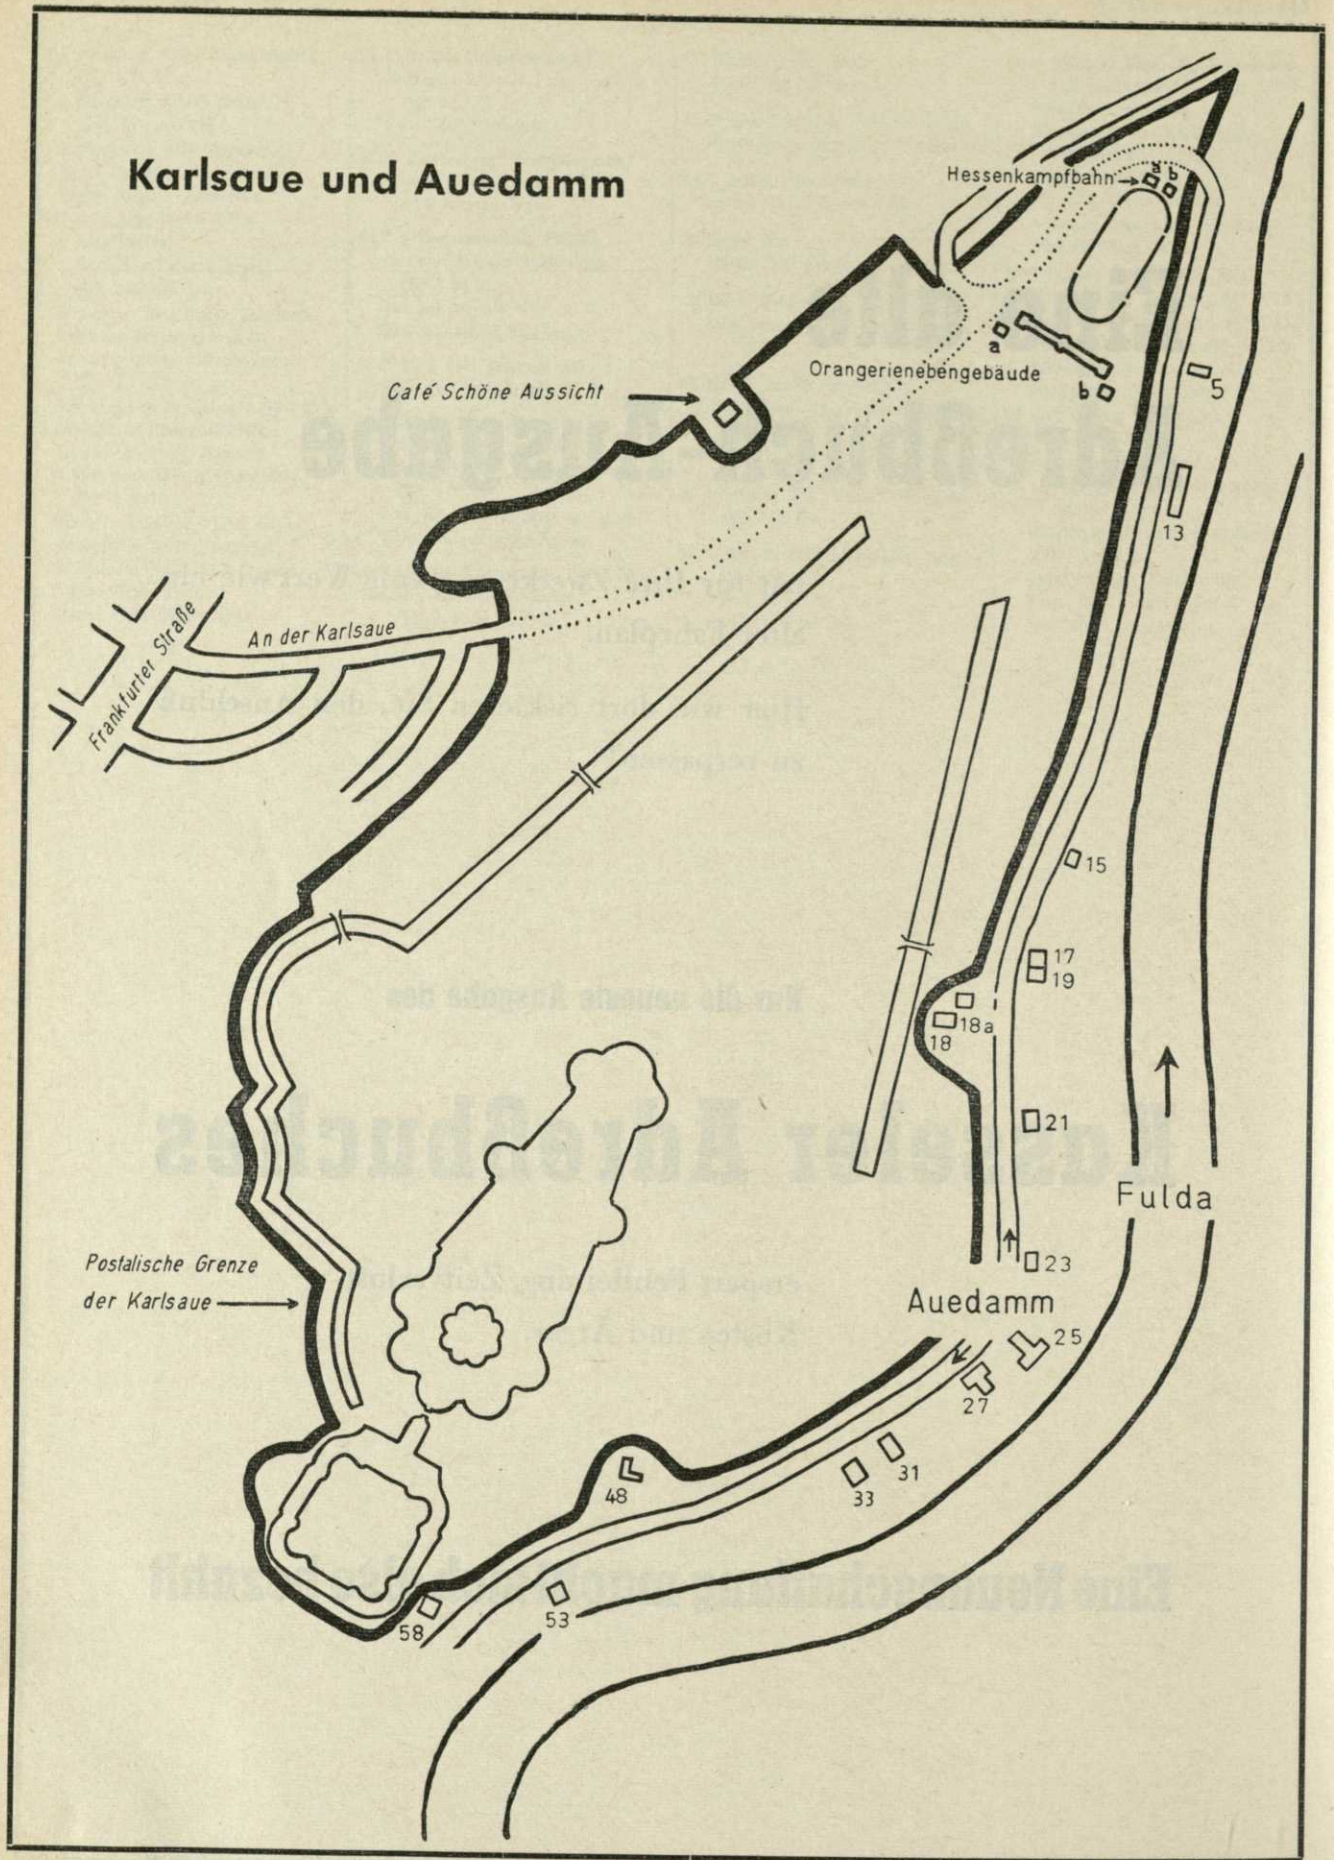 Karlsaue und Auedamm
Hessenkampfbahn
a
b
a
Orangerienebengebäude
b
5
Café Schöne Aussicht
13
An der Karlsaue
Frankfurter Straße
15
17
19
18a
18
21
Fulda
23
Postalische Grenze
der Karlsaue
Auedamm
25
27
31
33
48
53
58